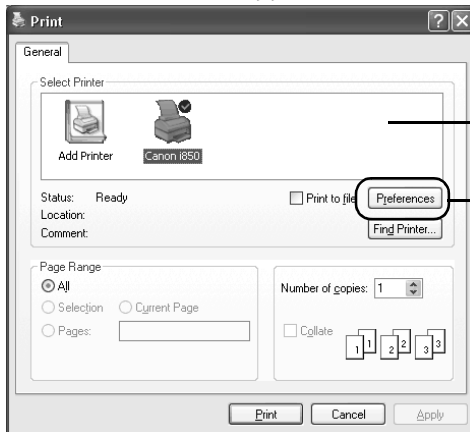 Print
General
Select Printer
Add Printer
Canon i850
Status: Ready
Print to file
Preferences
Location:
Comment:
Find Printer...
Page Range
All
Selection
Current Page
Pages:
Number of copies: 1
Collate
1 1 2 2 3 3
Print
Cancel
Apply